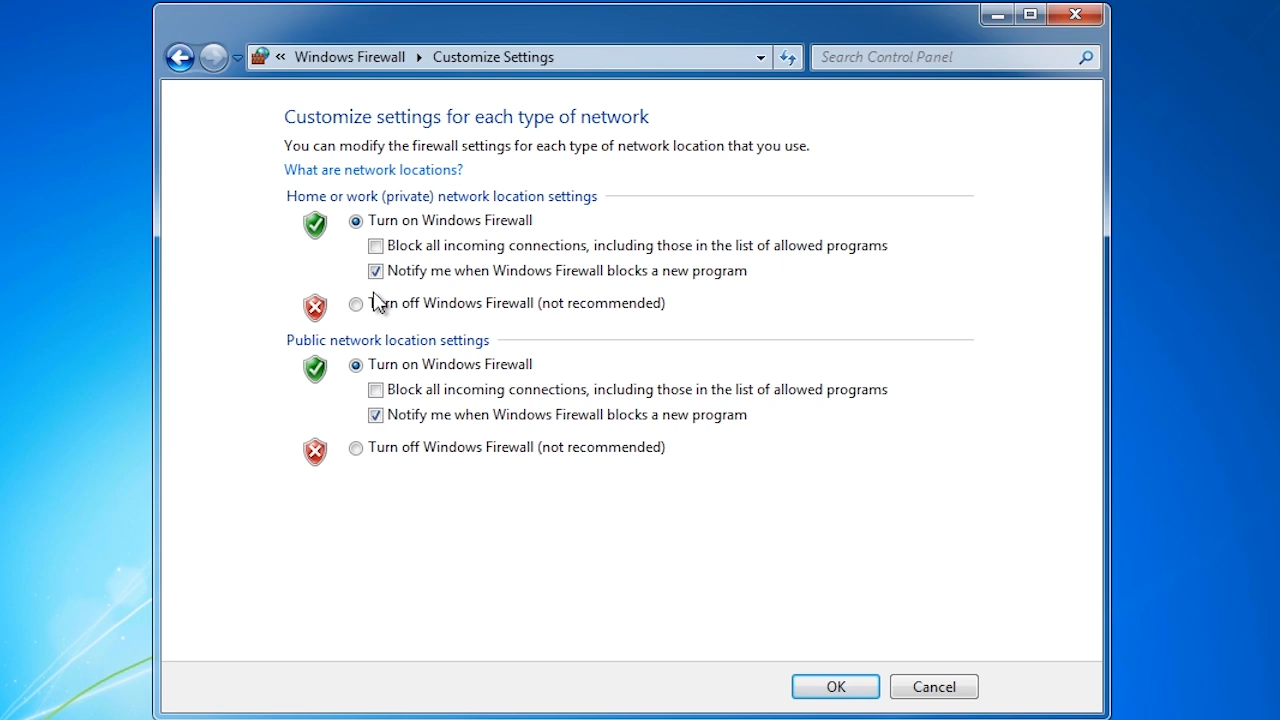 « Windows Firewall ▸ Customize Settings
Search Control Panel
Customize settings for each type of network
You can modify the firewall settings for each type of network location that you use.
What are network locations?
Home or work (private) network location settings
Turn on Windows Firewall
Block all incoming connections, including those in the list of allowed programs
Notify me when Windows Firewall blocks a new program
Turn off Windows Firewall (not recommended)
Public network location settings
Turn on Windows Firewall
Block all incoming connections, including those in the list of allowed programs
Notify me when Windows Firewall blocks a new program
Turn off Windows Firewall (not recommended)
OK
Cancel